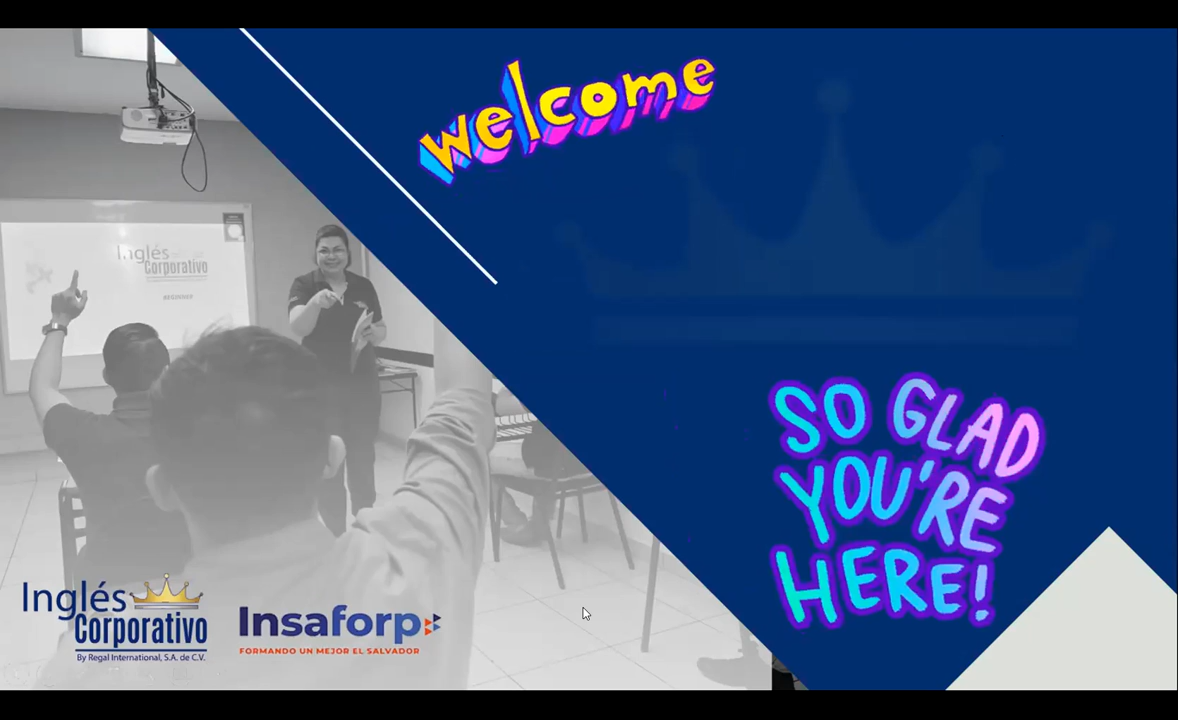 welcome
Inglés
Corporativo
SO GLAD
YOU'RE
HERE!
Inglés
Corporativo
By Regal International, S.A. de C.V.
Insaforp
FORMANDO UN MEJOR EL SALVADOR